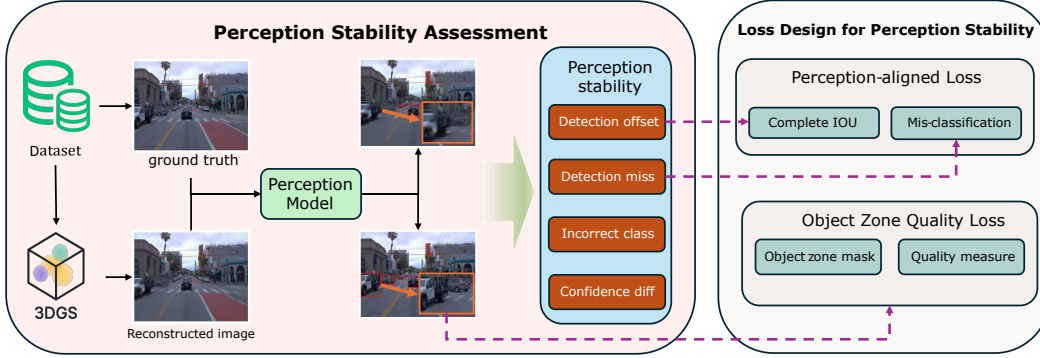 Perception Stability Assessment
Dataset
ground truth
3DGS
Reconstructed image
Perception
Model
Perception
stability
Detection offset
Detection miss
Incorrect class
Confidence diff
Loss Design for Perception Stability
Perception-aligned Loss
Complete IOU
Mis-classification
Object Zone Quality Loss
Object zone mask
Quality measure